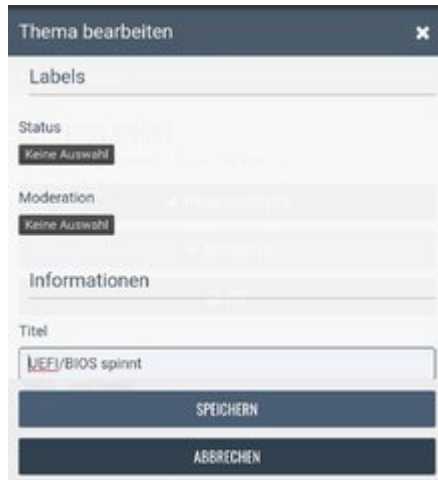 Thema bearbeiten ×
Labels
Status
Keine Auswahl
Moderation
Keine Auswahl
Informationen
Titel
UEFI/BIOS spinnt
SPEICHERN
ABBRECHEN